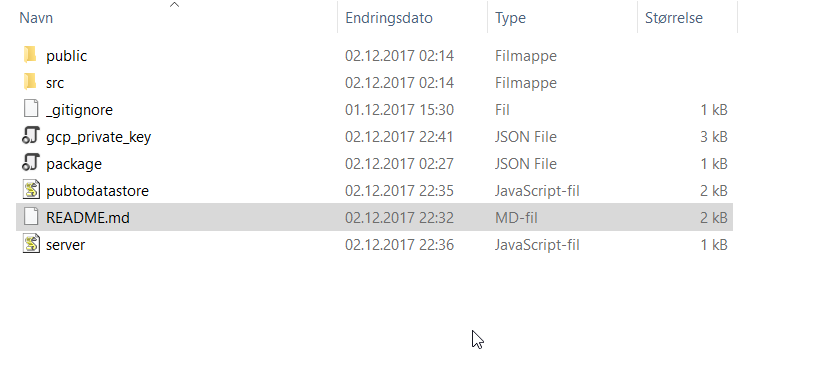 Navn Endringsdato Type Størrelse
public 02.12.2017 02:14 Filmappe
src 02.12.2017 02:14 Filmappe
_gitignore 01.12.2017 15:30 Fil 1 kB
gcp_private_key 02.12.2017 22:41 JSON File 3 kB
package 02.12.2017 02:27 JSON File 1 kB
pubtodatastore 02.12.2017 22:35 JavaScript-fil 2 kB
README.md 02.12.2017 22:32 MD-fil 2 kB
server 02.12.2017 22:36 JavaScript-fil 1 kB